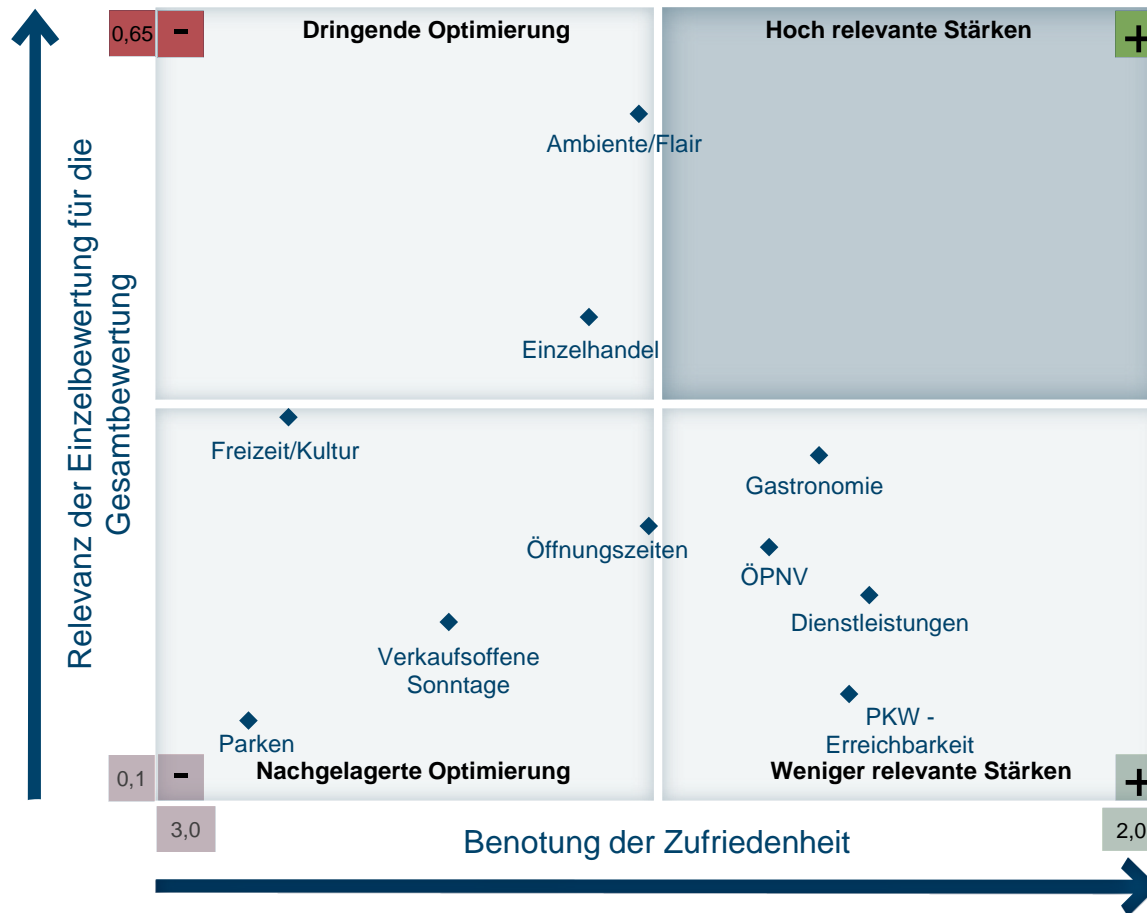 0,65
-
Dringende Optimierung
Hoch relevante Stärken
+
Ambiente/Flair
Relevanz der Einzelbewertung für die
Gesamtbewertung
Einzelhandel
Freizeit/Kultur
Gastronomie
Öffnungszeiten
ÖPNV
Dienstleistungen
Verkaufsoffene
Sonntage
PKW -
Erreichbarkeit
Parken
0,1
-
Nachgelagerte Optimierung
Weniger relevante Stärken
+
3,0
Benotung der Zufriedenheit
2,0